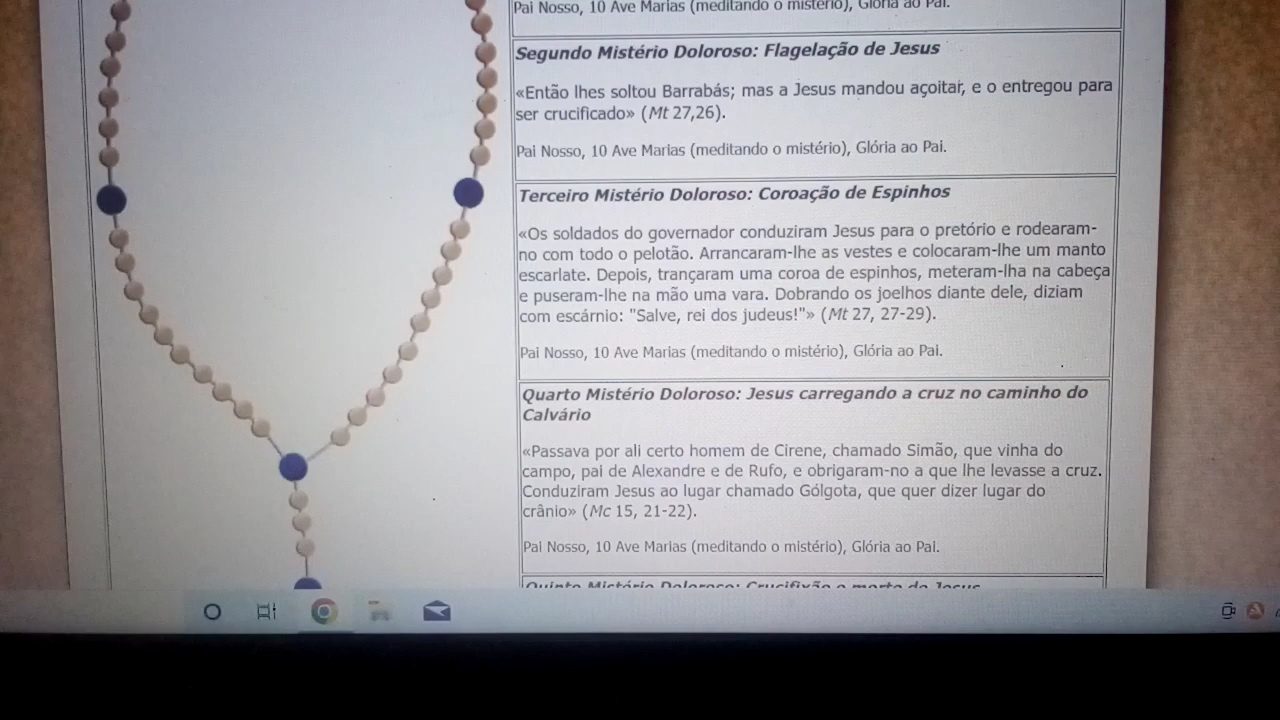 Pai Nosso, 10 Ave Marias (meditando o mistério), Glória ao Pai.
Segundo Mistério Doloroso: Flagelação de Jesus
«Então lhes soltou Barrabás; mas a Jesus mandou açoitar, e o entregou para
ser crucificado» (Mt 27,26).
Pai Nosso, 10 Ave Marias (meditando o mistério), Glória ao Pai.
Terceiro Mistério Doloroso: Coroação de Espinhos
«Os soldados do governador conduziram Jesus para o pretório e rodearam-
no com todo o pelotão. Arrancaram-lhe as vestes e colocaram-lhe um manto
escarlate. Depois, trançaram uma coroa de espinhos, meteram-lha na cabeça
e puseram-lhe na mão uma vara. Dobrando os joelhos diante dele, diziam
com escárnio: "Salve, rei dos judeus!"» (Mt 27, 27-29).
Pai Nosso, 10 Ave Marias (meditando o mistério), Glória ao Pai.
Quarto Mistério Doloroso: Jesus carregando a cruz no caminho do
Calvário
«Passava por ali certo homem de Cirene, chamado Simão, que vinha do
campo, pai de Alexandre e de Rufo, e obrigaram-no a que lhe levasse a cruz.
Conduziram Jesus ao lugar chamado Gólgota, que quer dizer lugar do
crânio» (Mc 15, 21-22).
Pai Nosso, 10 Ave Marias (meditando o mistério), Glória ao Pai.
Quinto Mistério Doloroso: Crucifixão e morte de Jesus